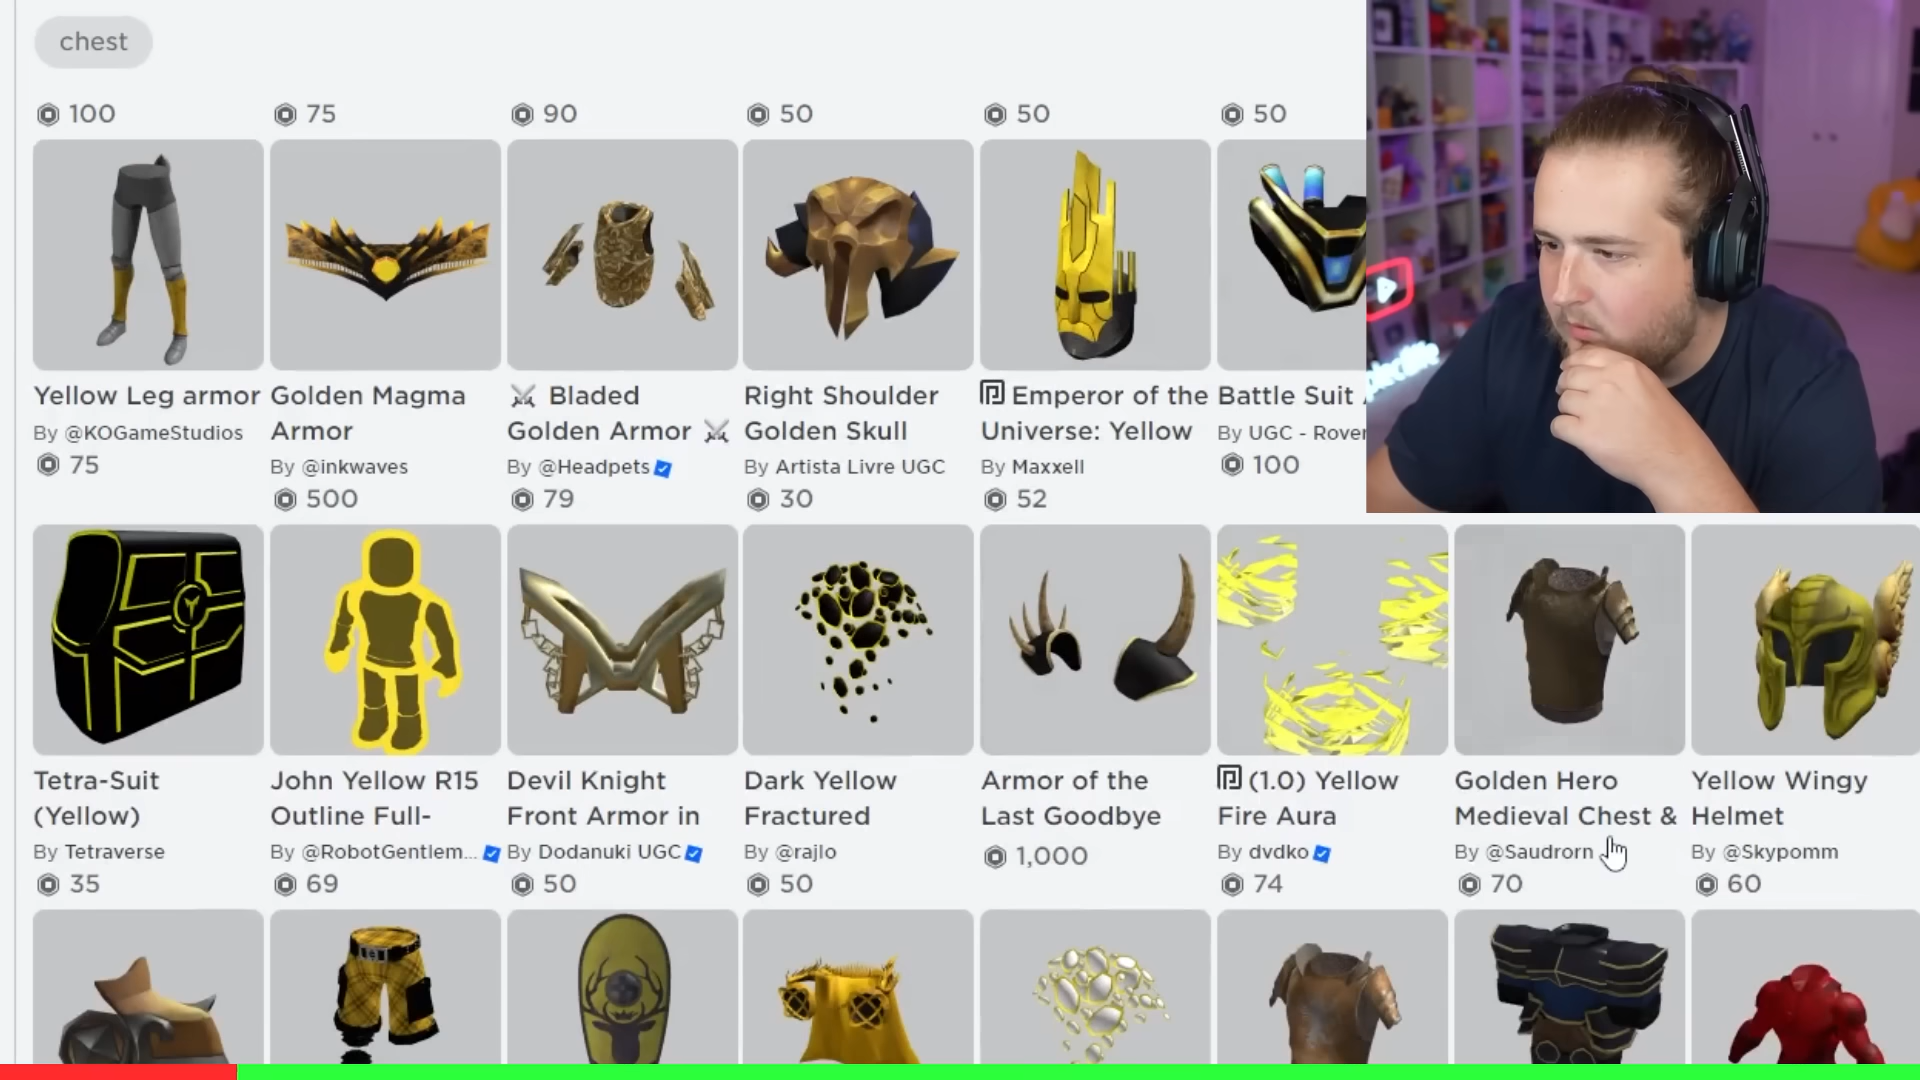 chest
100
75
90
50
50
50
Yellow Leg armor
By @KOGameStudios
75
Golden Magma
Armor
By @inkwaves
500
Bladed
Golden Armor
By @Headpets
79
Right Shoulder
Golden Skull
By Artista Livre UGC
30
Emperor of the
Universe: Yellow
By Maxxell
52
Battle Suit
By UGC - Rover
100
Tetra-Suit
(Yellow)
By Tetraverse
35
John Yellow R15
Outline Full-
By @RobotGentlem...
69
Devil Knight
Front Armor in
By Dodanuki UGC
50
Dark Yellow
Fractured
By @rajlo
50
Armor of the
Last Goodbye
1,000
(1.0) Yellow
Fire Aura
By dvdko
74
Golden Hero
Medieval Chest &
By @Saudrorn
70
Yellow Wingy
Helmet
By @Skypomm
60